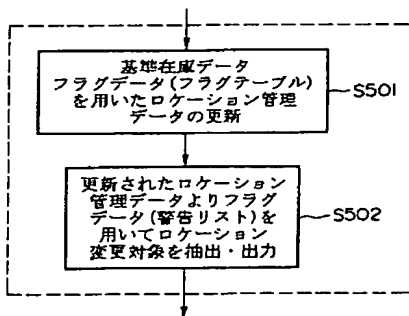 基準在庫データ
フラグデータ(フラグテーブル)
を用いたロケーション管理
データの更新
S501
更新されたロケーション
管理データよりフラグ
データ(警告リスト)を
用いてロケーション
変更対象を抽出・出力
S502